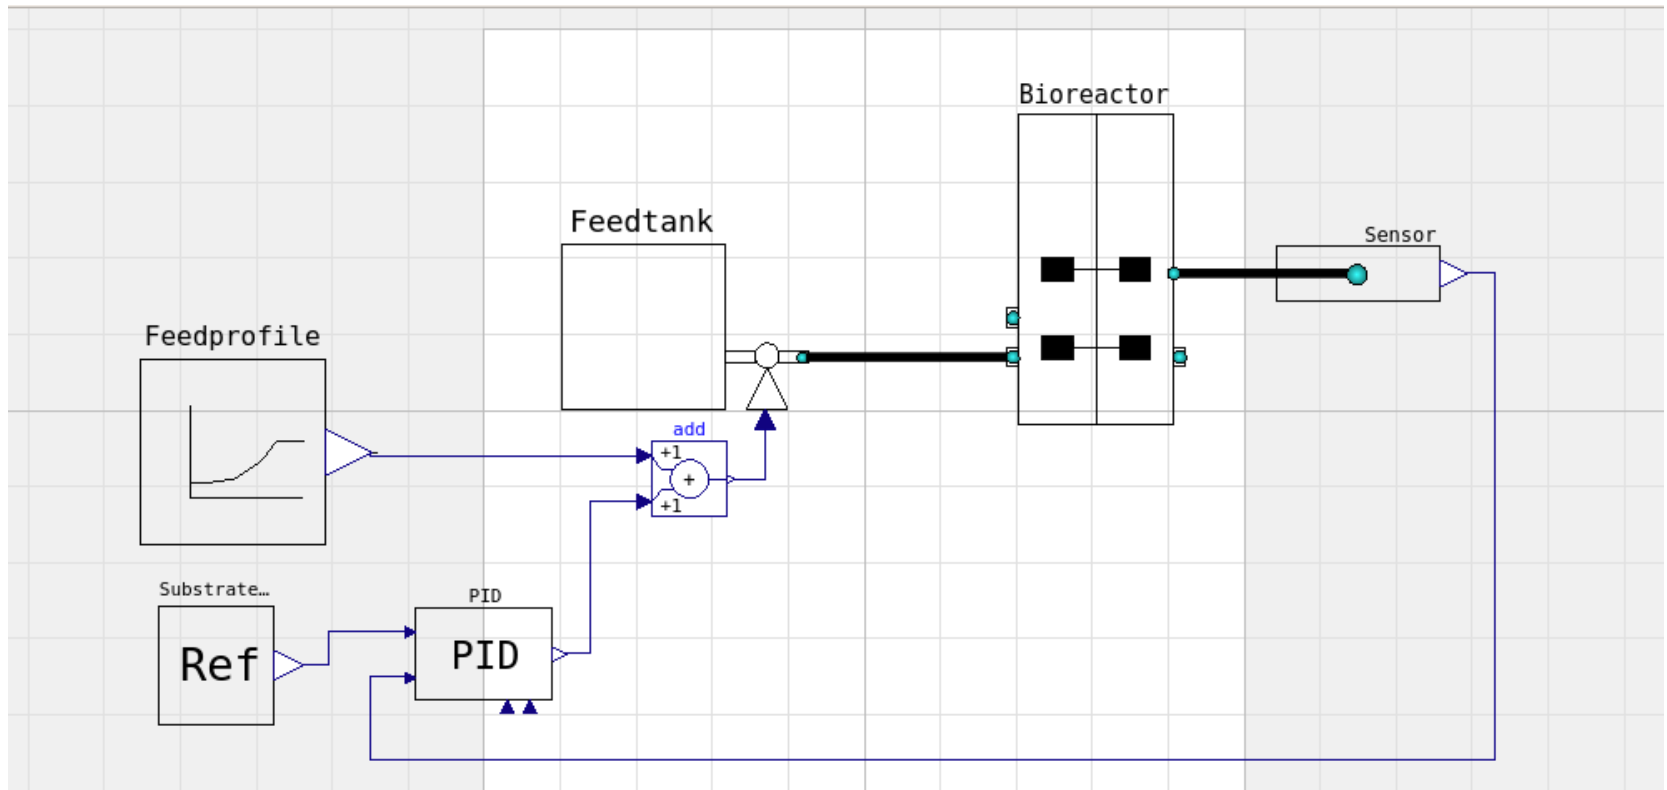 Bioreactor
Feedtank
Sensor
Feedprofile
add
+1
+
+1
Substrate…
PID
Ref
PID